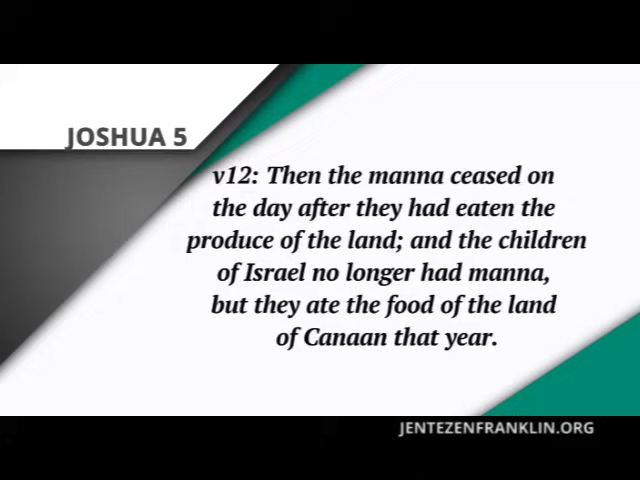 JOSHUA 5
v12: Then the manna ceased on
the day after they had eaten the
produce of the land; and the children
of Israel no longer had manna,
but they ate the food of the land
of Canaan that year.
JENTEZENFRANKLIN.ORG